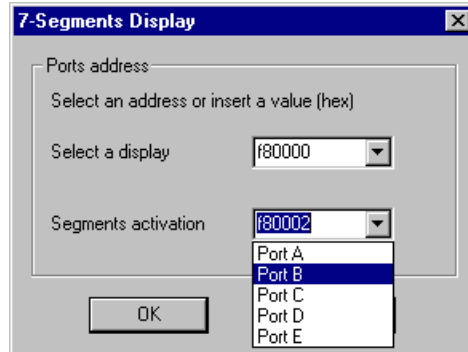 7-Segments Display
Ports address
Select an address or insert a value (hex)
Select a display
f80000
Segments activation
f80002
Port A
Port B
Port C
Port D
Port E
OK